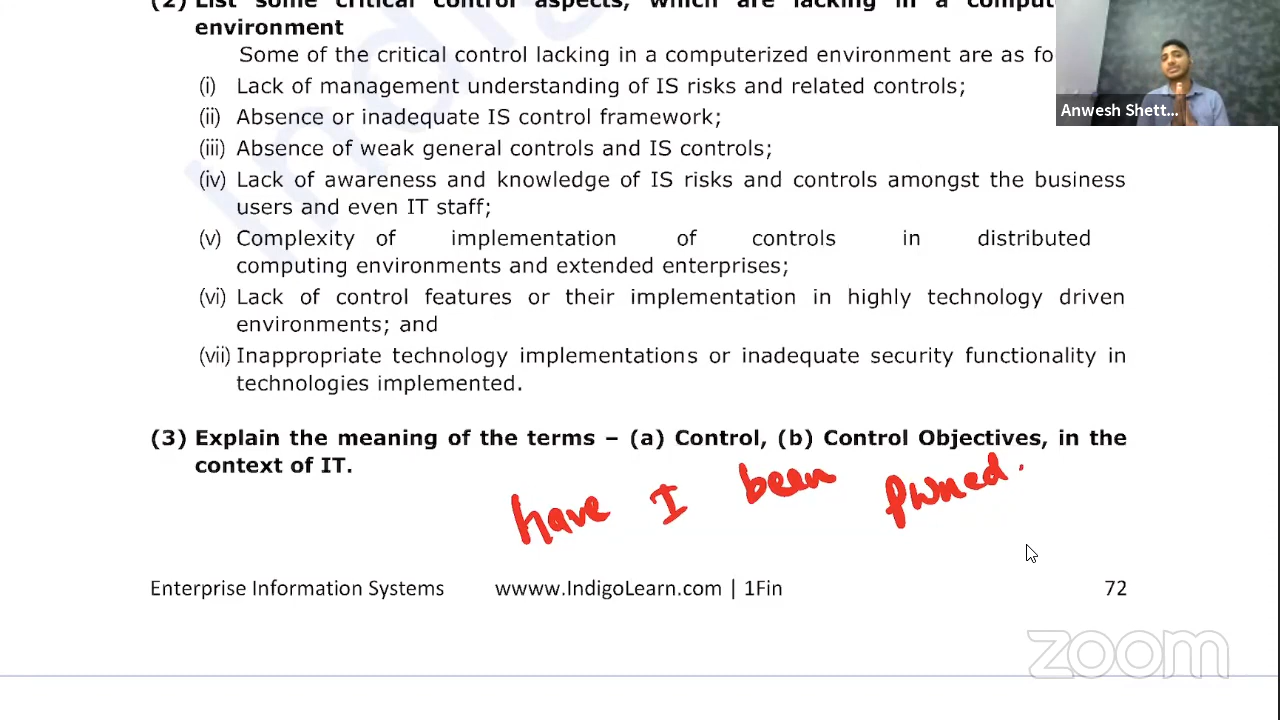 (2) List some critical control aspects, which are lacking in a
environment
Some of the critical control lacking in a computerized environment are as
Anwesh Shett...
(i) Lack of management understanding of IS risks and related controls;
(ii) Absence or inadequate IS control framework;
(iii) Absence of weak general controls and IS controls;
(iv) Lack of awareness and knowledge of IS risks and controls amongst the business
users and even IT staff;
(v) Complexity of implementation of controls in distributed
computing environments and extended enterprises;
(vi) Lack of control features or their implementation in highly technology driven
environments; and
(vii) Inappropriate technology implementations or inadequate security functionality in
technologies implemented.
(3) Explain the meaning of the terms – (a) Control, (b) Control Objectives, in the
context of IT.
have I been pwned.
Enterprise Information Systems wwww.IndigoLearn.com | 1Fin 72
zoom